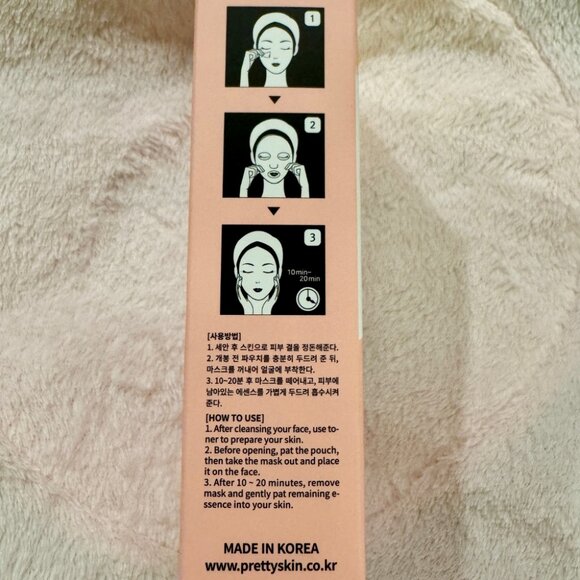 1
2
3
10min~
20min
[사용방법]
1. 세안 후 스킨으로 피부 결을 정돈해준다.
2. 개봉 전 파우치를 충분히 두드려 준 뒤,
마스크를 꺼내어 얼굴에 부착한다.
3. 10~20분 후 마스크를 떼어내고, 피부에
남아있는 에센스를 가볍게 두드려 흡수시켜
준다.
[HOW TO USE]
1. After cleansing your face, use to-
ner to prepare your skin.
2. Before opening, pat the pouch,
then take the mask out and place
it on the face.
3. After 10 ~ 20 minutes, remove
mask and gently pat remaining e-
ssence into your skin.
MADE IN KOREA
www.prettyskin.co.kr